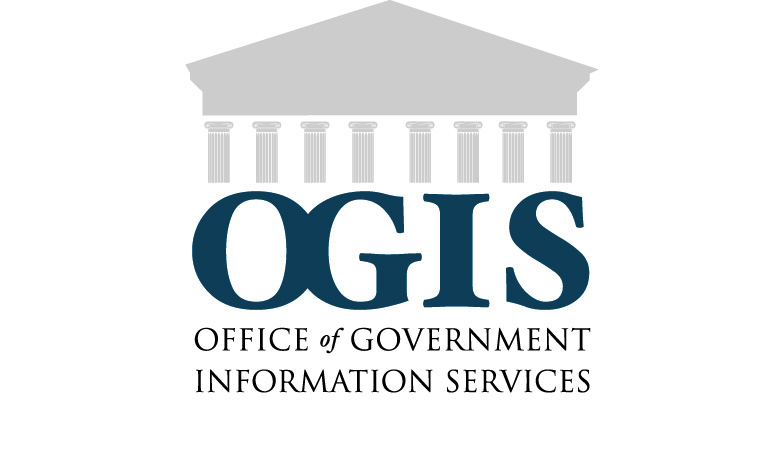 OGIS
OFFICE of GOVERNMENT
INFORMATION SERVICES